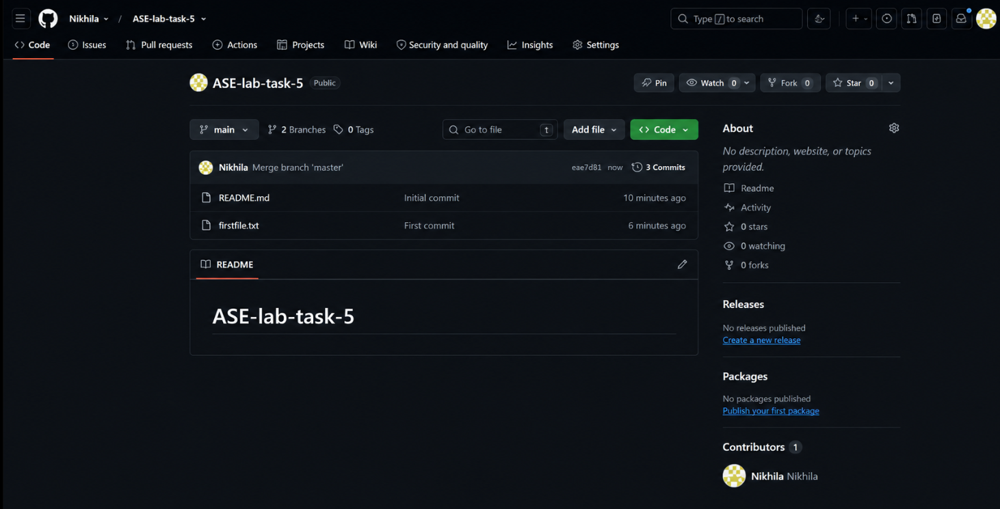 Nikhila / ASE-lab-task-5 Type / to search
Code Issues Pull requests Actions Projects Wiki Security and quality Insights Settings
ASE-lab-task-5 Public Pin Watch 0 Fork 0 Star 0
main 2 Branches 0 Tags Go to file t Add file Code
Nikhila Merge branch 'master' eae7d81 now 3 Commits
README.md Initial commit 10 minutes ago
firstfile.txt First commit 6 minutes ago
README
ASE-lab-task-5
About
No description, website, or topics
provided.
Readme
Activity
0 stars
0 watching
0 forks
Releases
No releases published
Create a new release
Packages
No packages published
Publish your first package
Contributors 1
Nikhila Nikhila